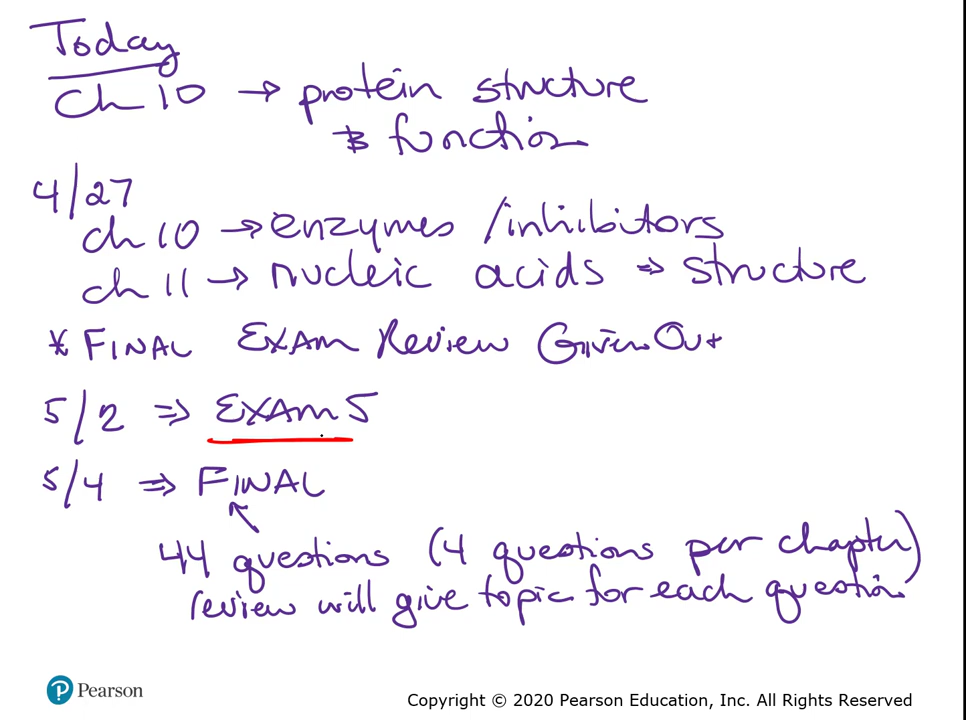 Today
Ch 10 → protein structure
& function
4/27
ch 10 → enzymes / inhibitors
ch 11 → nucleic acids ⇒ structure
* FINAL EXAM Review Given Out
5/2 ⇒ EXAM 5
5/4 ⇒ FINAL
44 questions (4 questions per chapter)
review will give topic for each question
P Pearson
Copyright © 2020 Pearson Education, Inc. All Rights Reserved